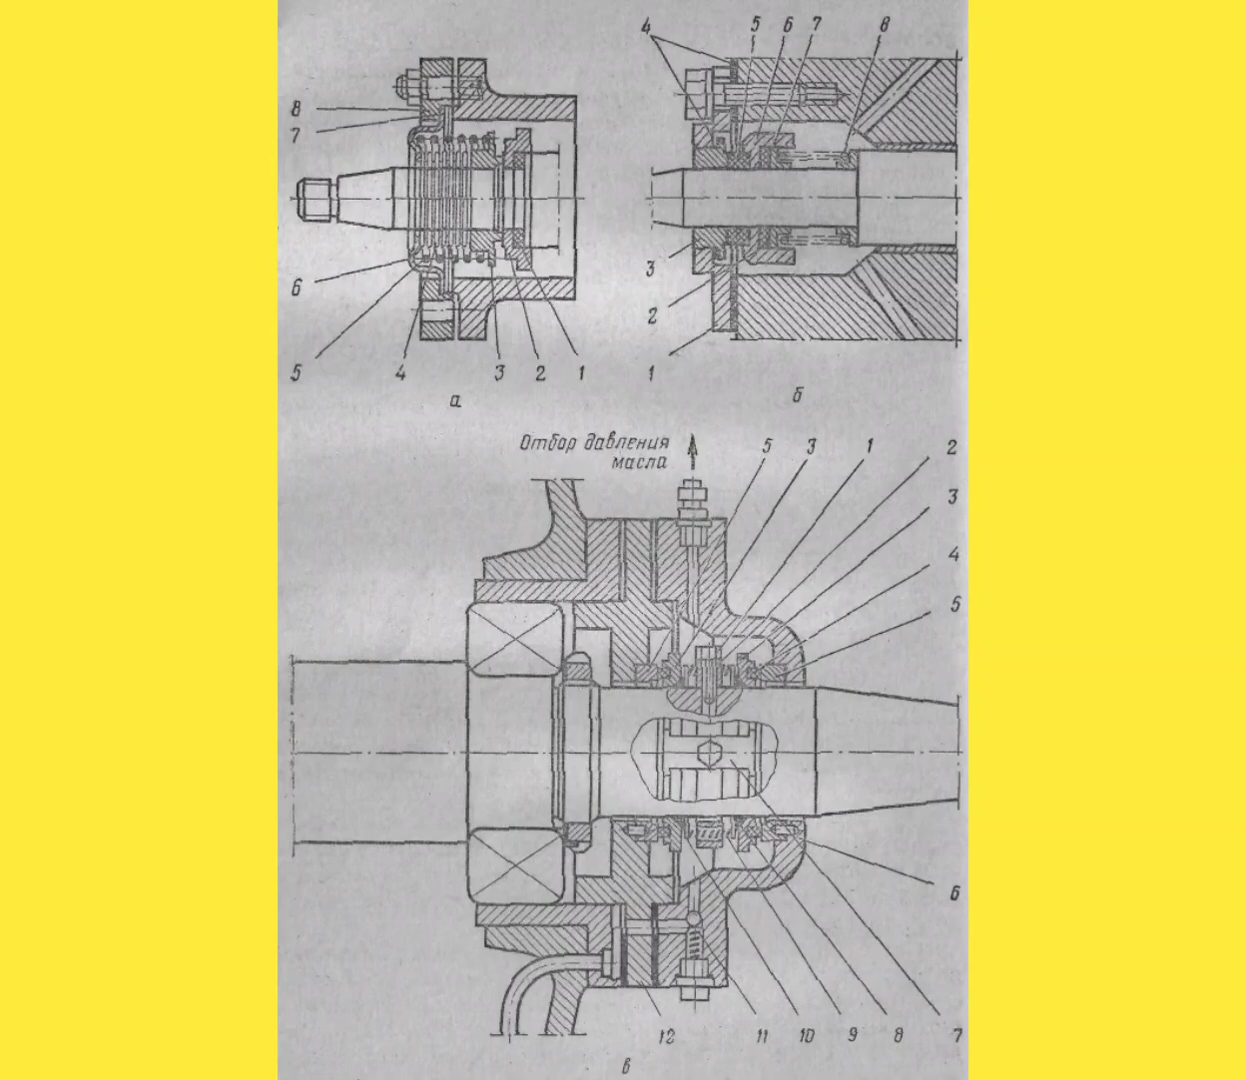 4 5 6 7 8
8
7
6
3
2
5 4 3 2 1 1
а б
Отбор давления
масла
5 3 1 2
3
4
5
6
12 11 10 9 8 7
в